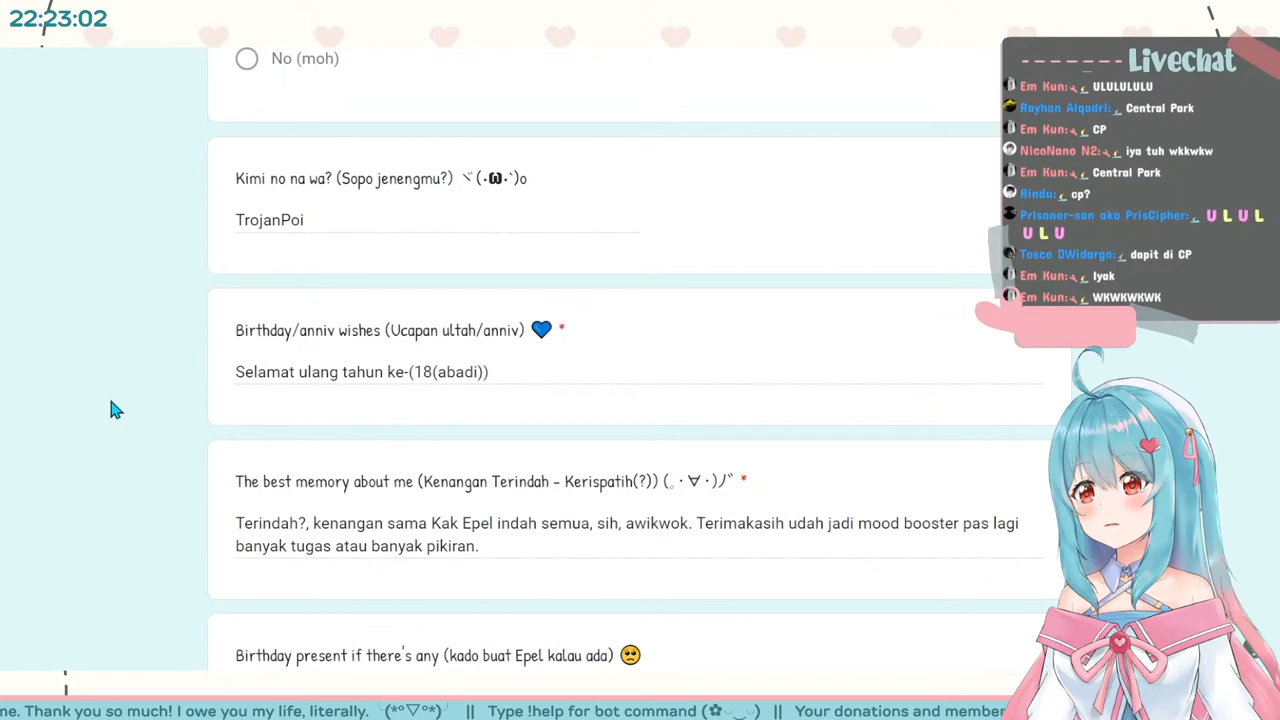 22:23:02
No (moh)
Kimi no na wa? (Sopo jenengmu?) ヾ(･ω･`)o
TrojanPoi
Birthday/anniv wishes (Ucapan ultah/anniv) 💙 *
Selamat ulang tahun ke-(18(abadi))
The best memory about me (Kenangan Terindah - Kerispatih(?)) (｡･∀･)ﾉﾞ *
Terindah?, kenangan sama Kak Epel indah semua, sih, awikwok. Terimakasih udah jadi mood booster pas lagi
banyak tugas atau banyak pikiran.
Birthday present if there's any (kado buat Epel kalau ada) 🥺
------- Livechat
Em Kun: ULULULULU
Rayhan Alqadri: Central Park
Em Kun: CP
NicoNano N2: iya tuh wkkwkw
Em Kun: Central Park
Rindu: cp?
Prisoner-san aka PrisCipher: U L U L
U L U
Tosco DWidargo: dapit di CP
Em Kun: Iyak
Em Kun: WKWKWKWK
me. Thank you so much! I owe you my life, literally. ╰(*°▽°*)╯ || Type !help for bot command (✿◡‿◡) || Your donations and member